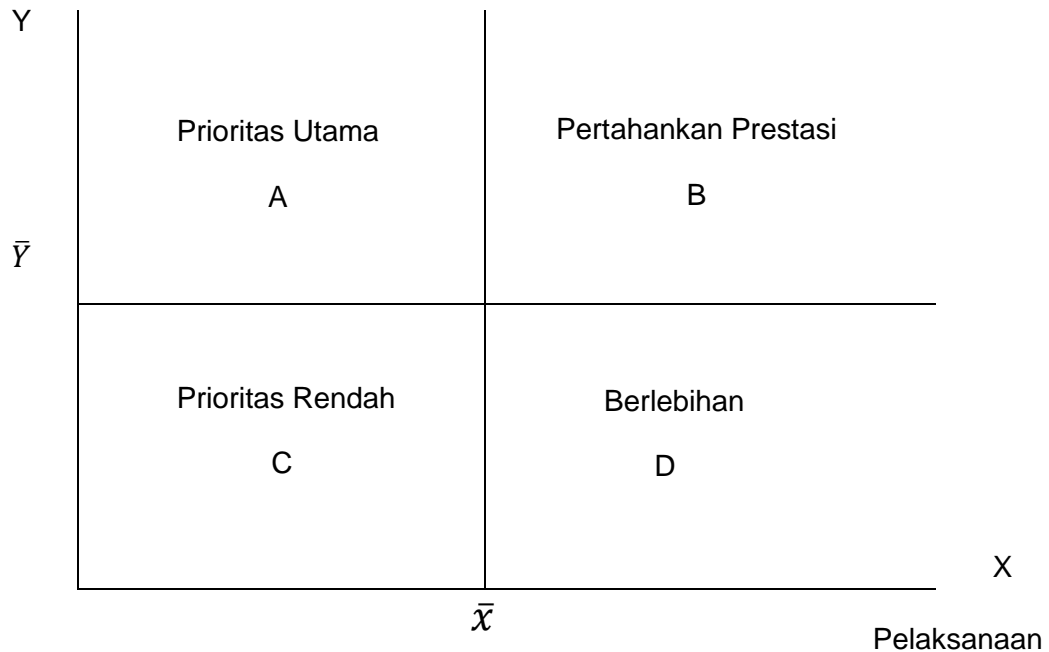 Y
Prioritas Utama
Pertahankan Prestasi
A
B
Ȳ
Prioritas Rendah
Berlebihan
C
D
X
x̄
Pelaksanaan